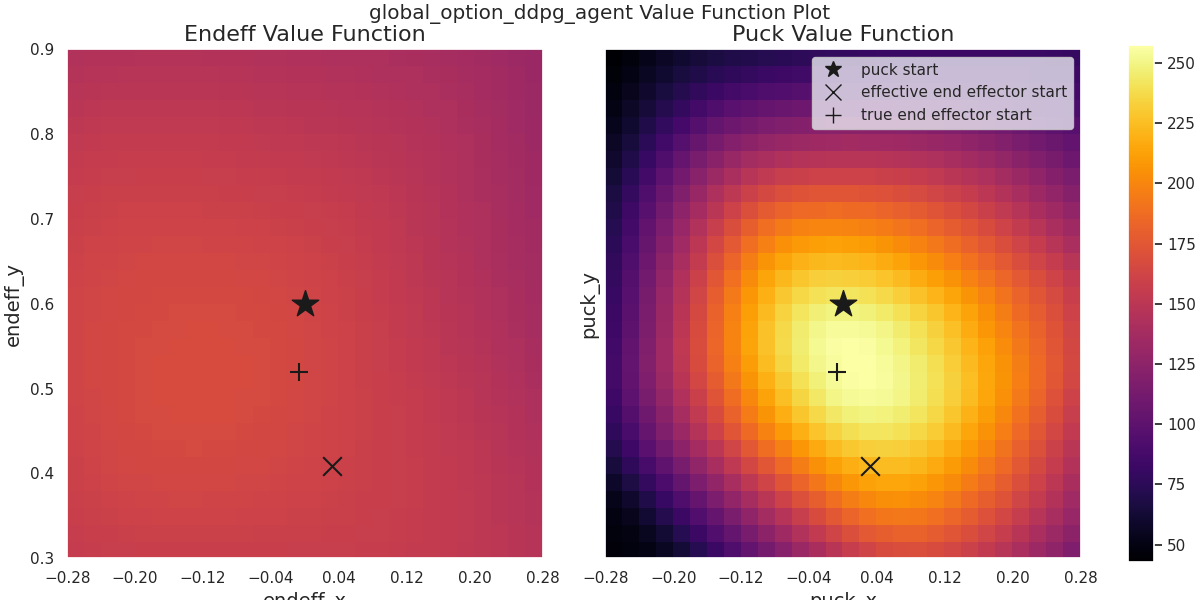 global_option_ddpg_agent Value Function Plot
Endeff Value Function
Puck Value Function
puck start
effective end effector start
true end effector start
endeff_y
0.9
0.8
0.7
0.6
0.5
0.4
0.3
−0.28 −0.20 −0.12 −0.04 0.04 0.12 0.20 0.28
endeff_x
puck_y
−0.28 −0.20 −0.12 −0.04 0.04 0.12 0.20 0.28
puck_x
250
225
200
175
150
125
100
75
50